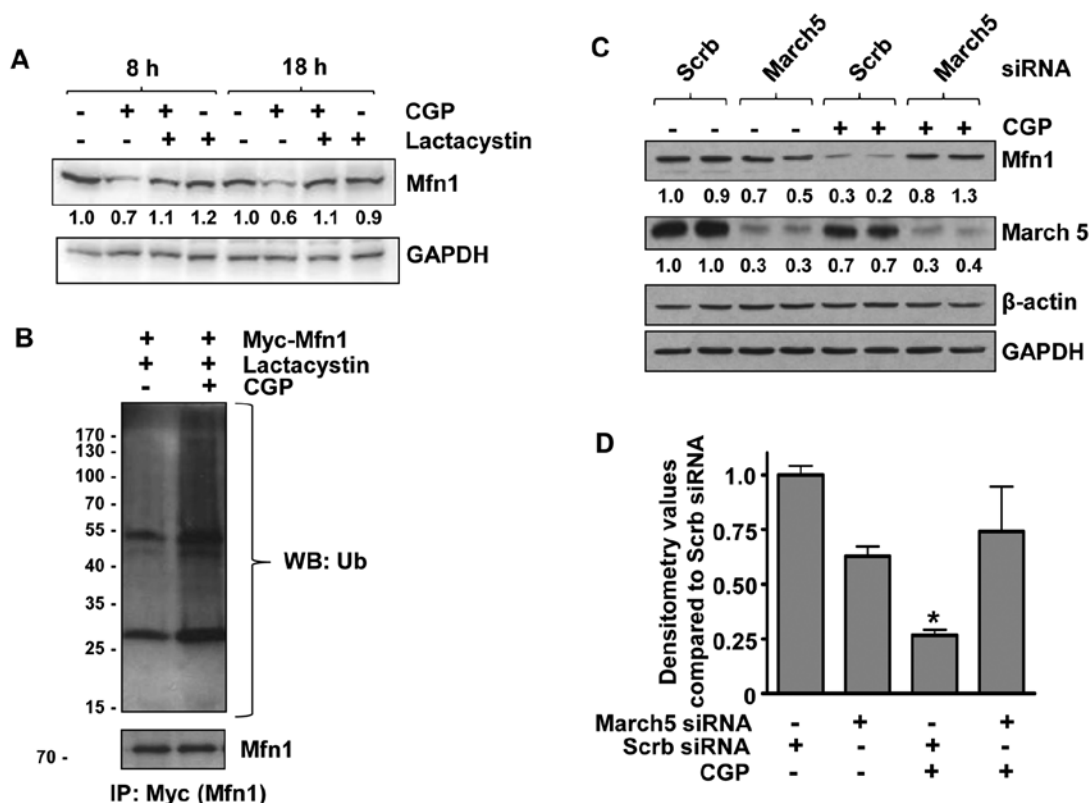 A
8 h 18 h
- + + - - + + - CGP
- - + + - - + + Lactacystin
Mfn1
1.0 0.7 1.1 1.2 1.0 0.6 1.1 0.9
GAPDH
B
+ + Myc-Mfn1
+ + Lactacystin
- + CGP
170 -
130 -
100 -
70 -
55 -
40 -
35 -
25 -
15 -
WB: Ub
70 -
Mfn1
IP: Myc (Mfn1)
C
Scrb March5 Scrb March5 siRNA
- - - - + + + + CGP
Mfn1
1.0 0.9 0.7 0.5 0.3 0.2 0.8 1.3
March 5
1.0 1.0 0.3 0.3 0.7 0.7 0.3 0.4
β-actin
GAPDH
D
Densitometry values
compared to Scrb siRNA
1.0
0.75
0.50
0.25
0
*
March5 siRNA - + - +
Scrb siRNA + - + -
CGP - - + +